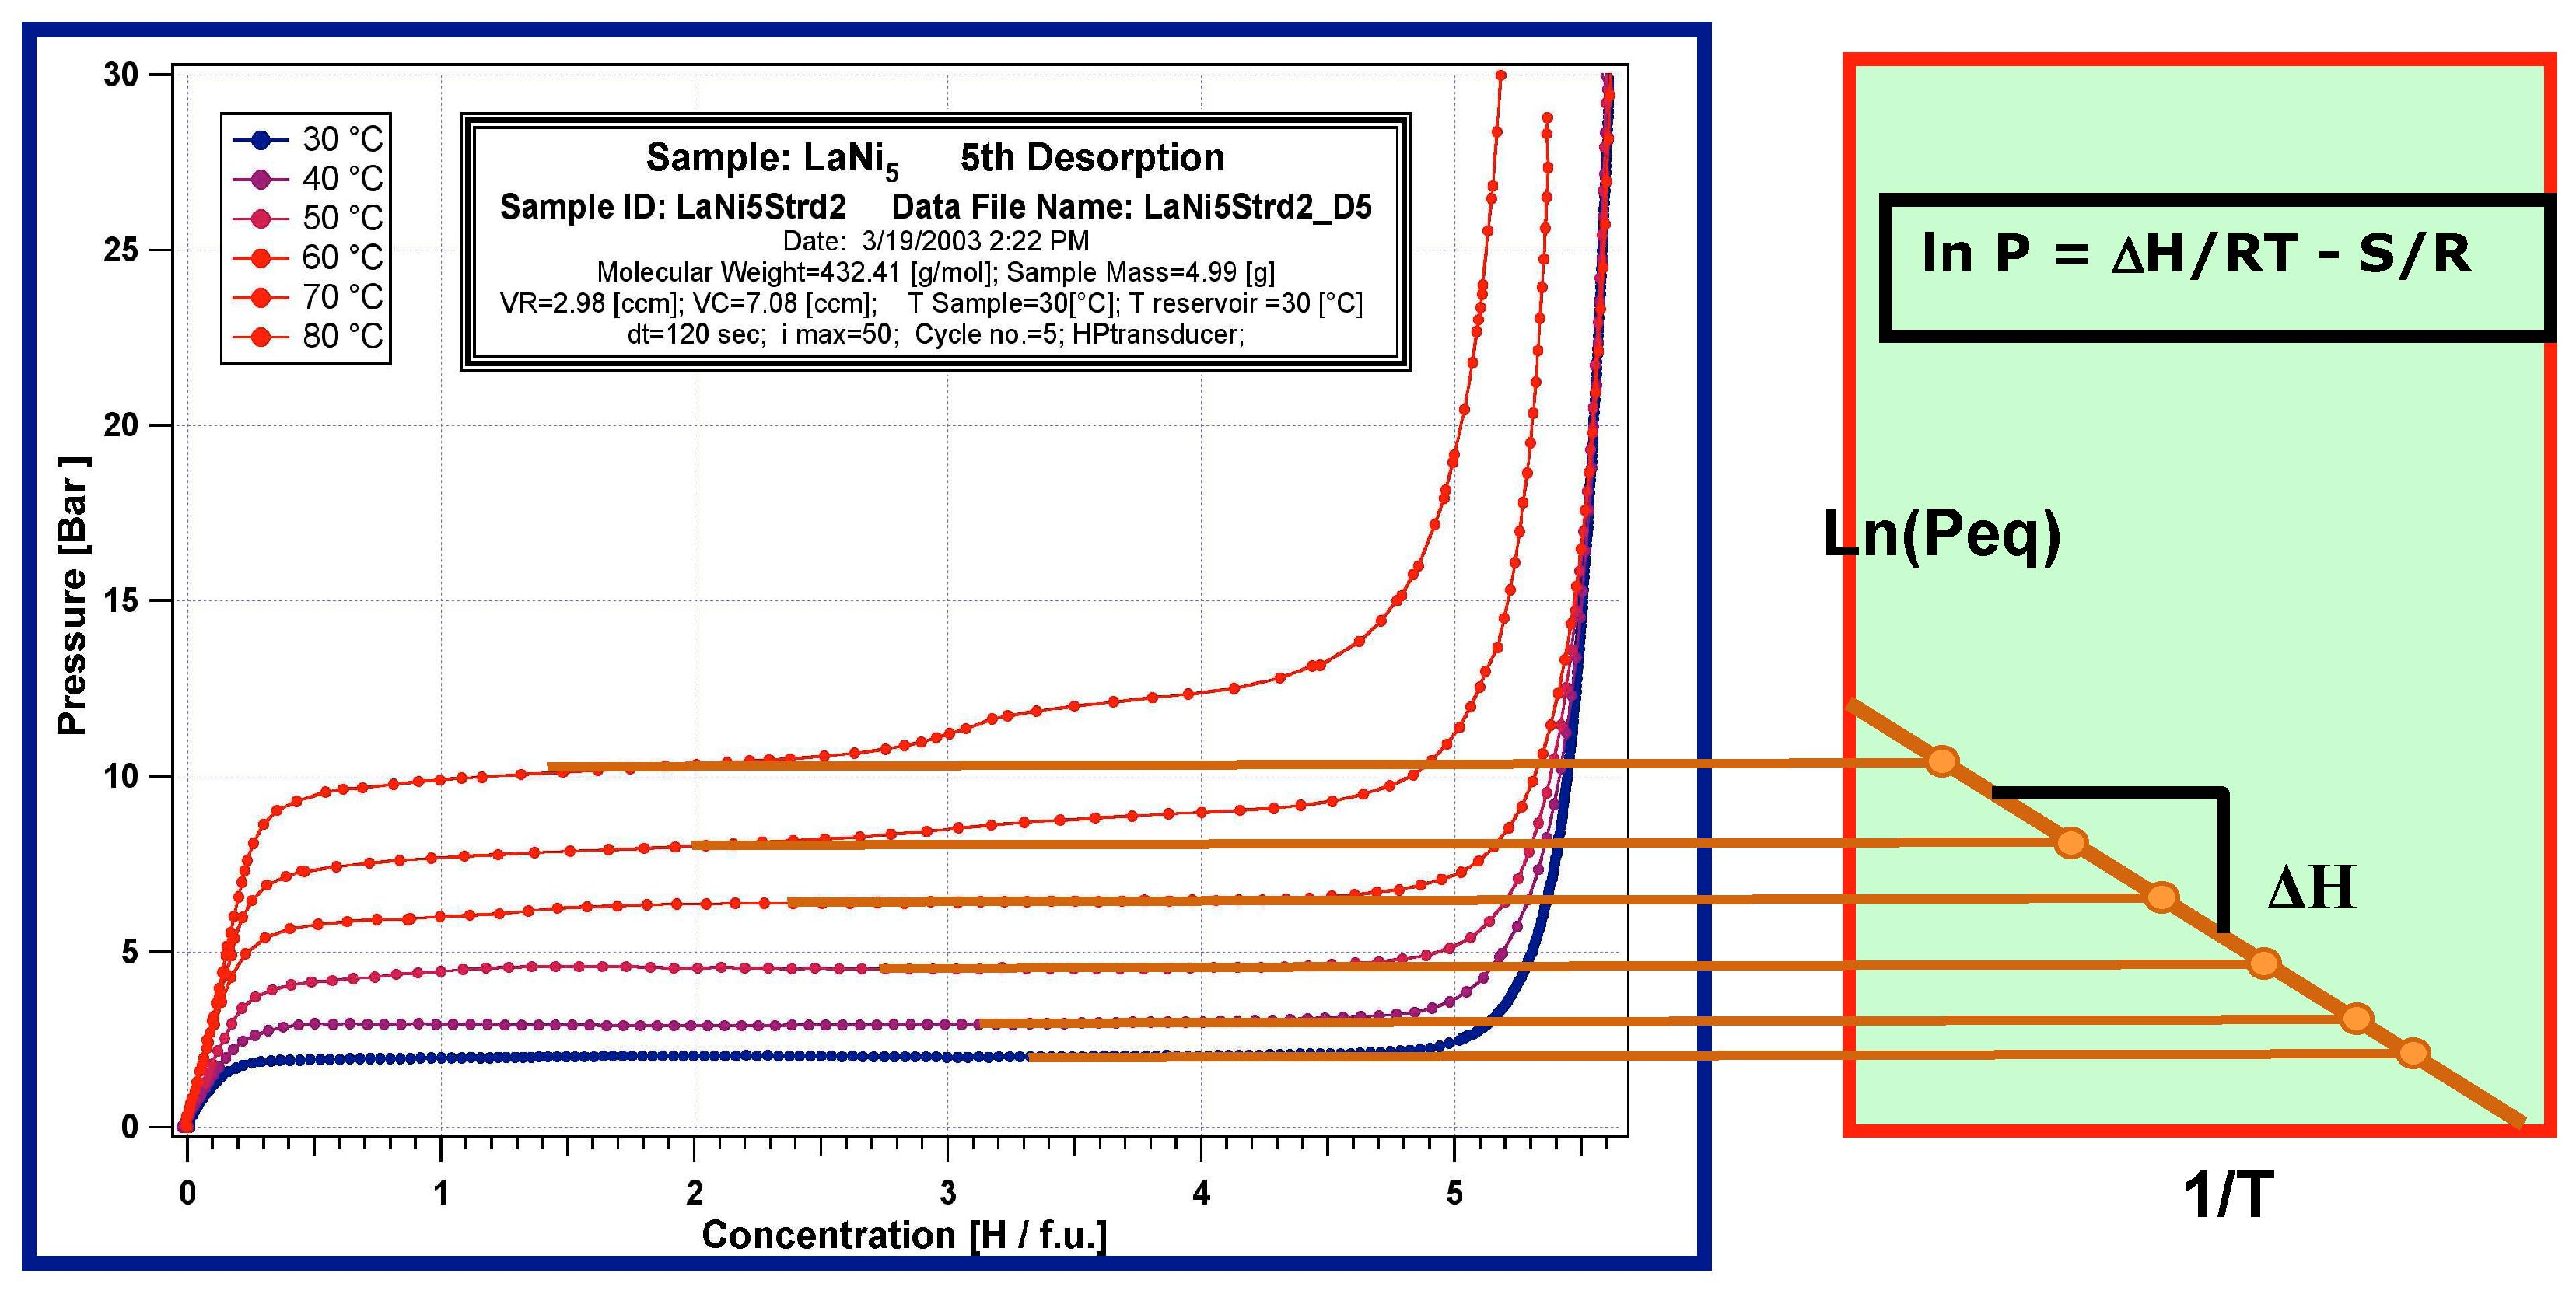 30
25
20
15
10
5
0
Pressure [Bar ]
30 °C
40 °C
50 °C
60 °C
70 °C
80 °C
Sample: LaNi5 5th Desorption
Sample ID: LaNi5Strd2 Data File Name: LaNi5Strd2_D5
Date: 3/19/2003 2:22 PM
Molecular Weight=432.41 [g/mol]; Sample Mass=4.99 [g]
VR=2.98 [ccm]; VC=7.08 [ccm]; T Sample=30[°C]; T reservoir =30 [°C]
dt=120 sec; i max=50; Cycle no.=5; HPtransducer;
0 1 2 3 4 5
Concentration [H / f.u.]
ln P = ΔH/RT - S/R
Ln(Peq)
ΔH
1/T